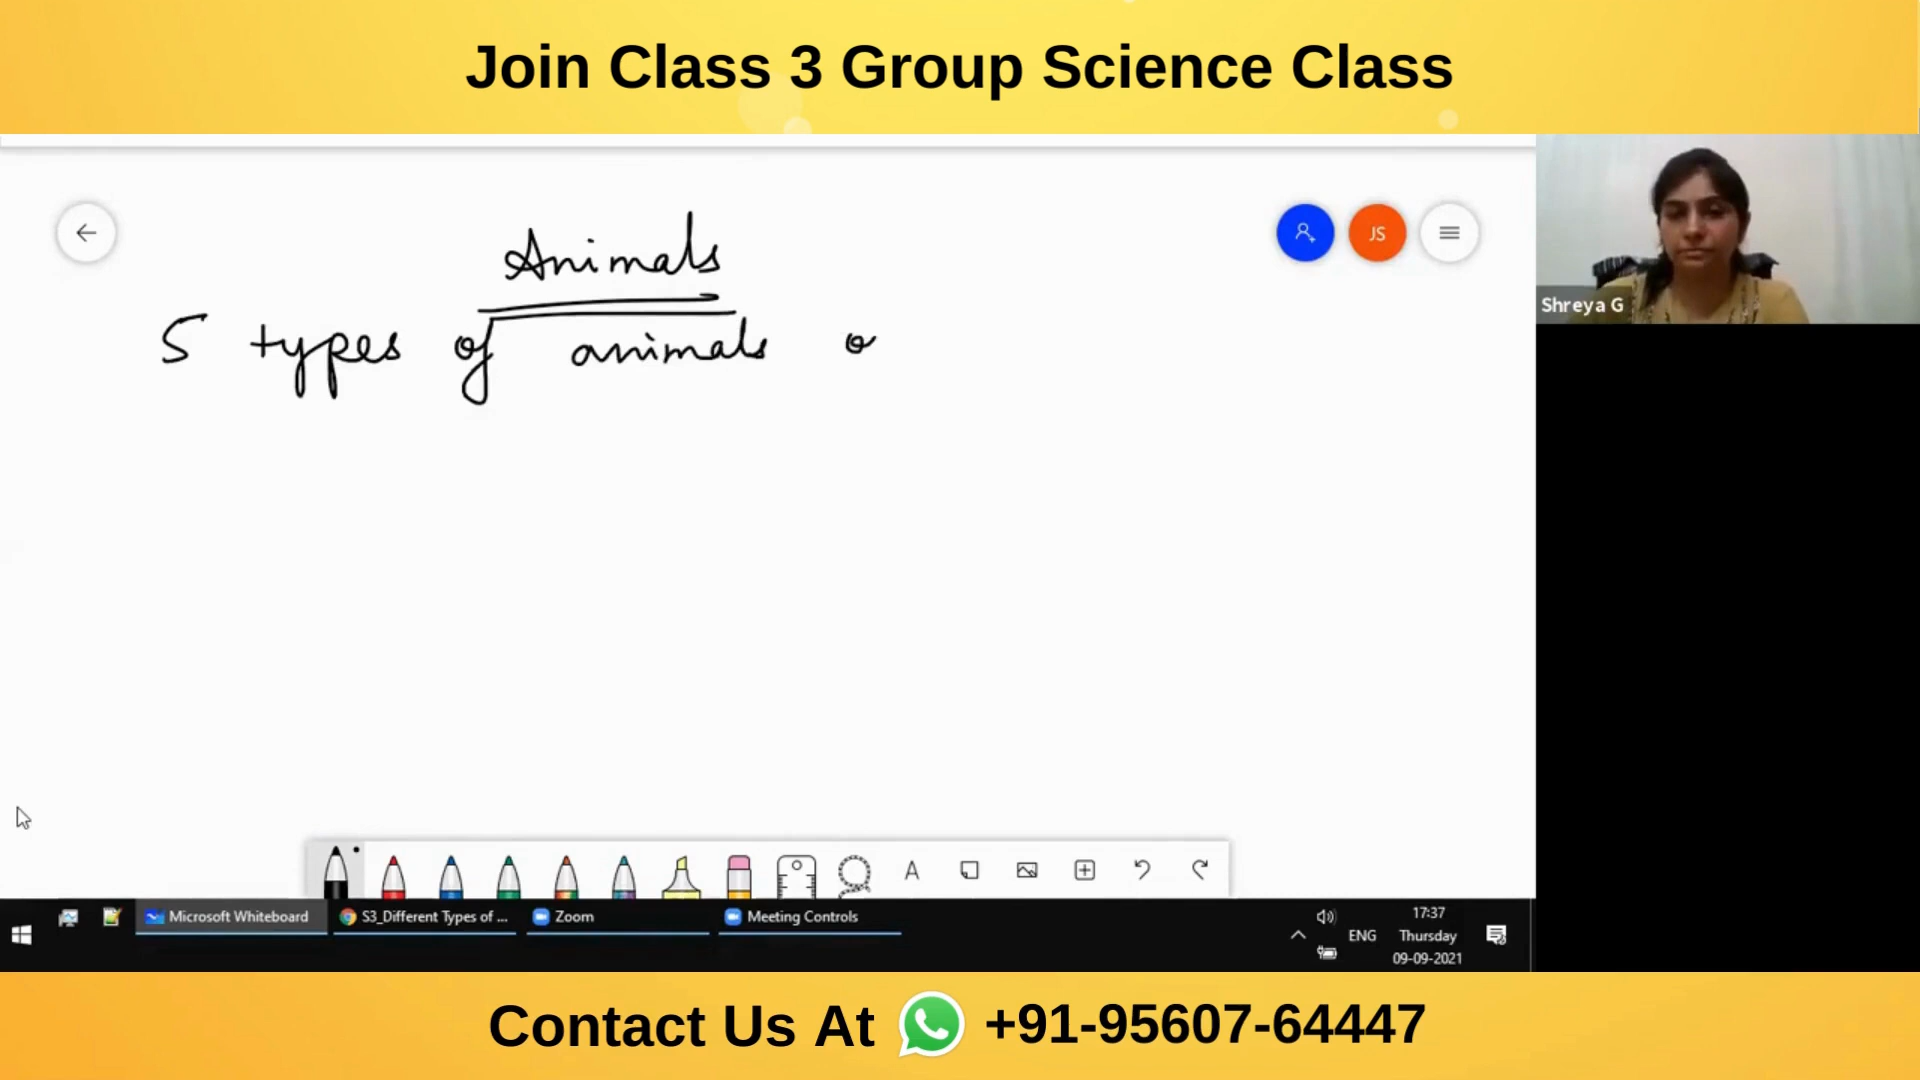 Join Class 3 Group Science Class
Animals
JS
Shreya G
5 types of animals o
A
Microsoft Whiteboard
S3_Different Types of ...
Zoom
Meeting Controls
ENG
17:37
Thursday
09-09-2021
Contact Us At +91-95607-64447